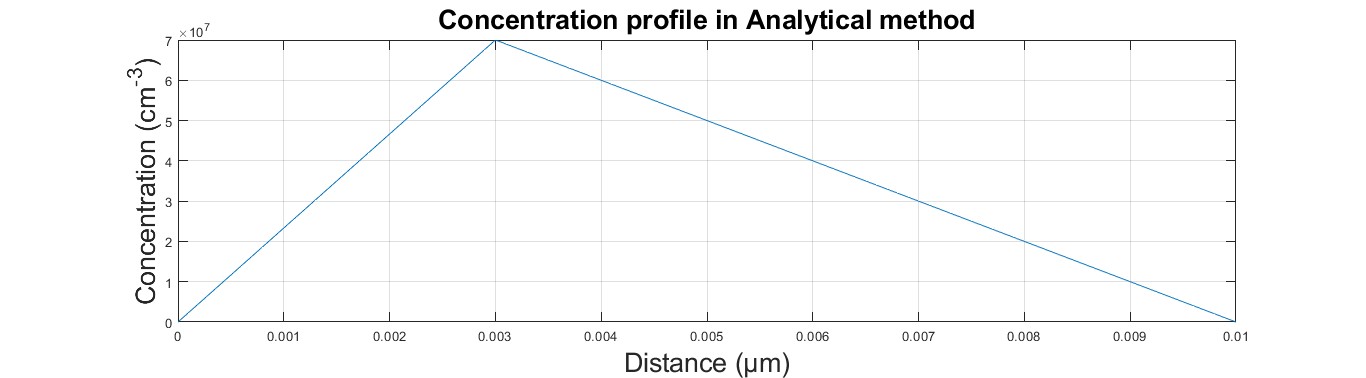 Concentration profile in Analytical method
×10⁷
7
6
5
4
3
2
1
0
Concentration (cm⁻³)
0 0.001 0.002 0.003 0.004 0.005 0.006 0.007 0.008 0.009 0.01
Distance (μm)